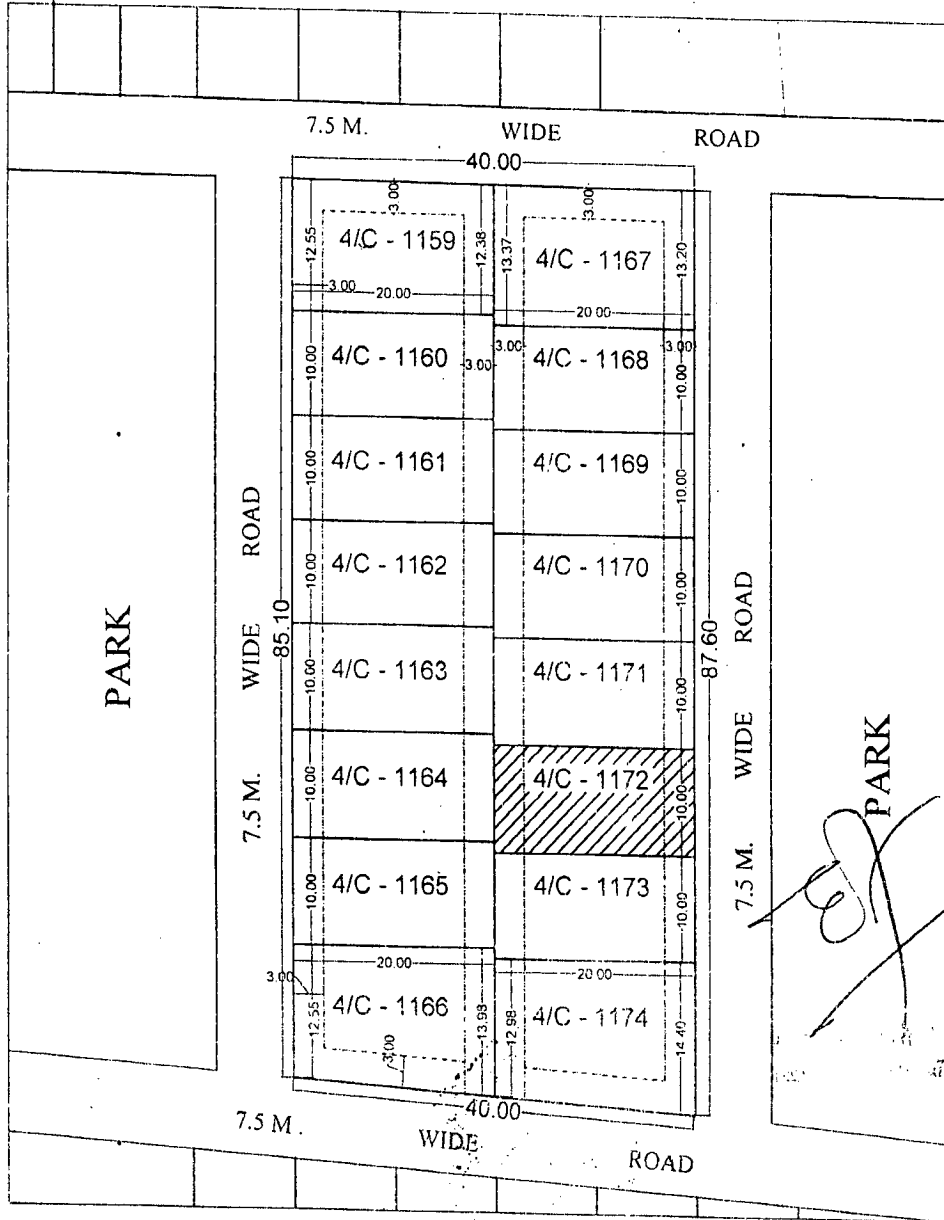 7.5 M. WIDE ROAD
40.00
3.00 3.00
12.55 4/C - 1159 12.38 13.37 4/C - 1167 13.20
3.00 20.00 20 00
10.00 4/C - 1160 3.00 3.00 4/C - 1168 3.00 10.00
10.00 4/C - 1161 4/C - 1169 10.00
10.00 4/C - 1162 4/C - 1170 10.00
10.00 4/C - 1163 4/C - 1171 10.00
10.00 4/C - 1164 4/C - 1172 10.00
10.00 4/C - 1165 4/C - 1173 10.00
20.00 20 00
3.00 12.55 4/C - 1166 13.98 12.98 4/C - 1174 14.40
3.00
40.00
PARK
7.5 M. WIDE ROAD
85.10
87.60
7.5 M. WIDE ROAD
PARK
7.5 M. WIDE ROAD